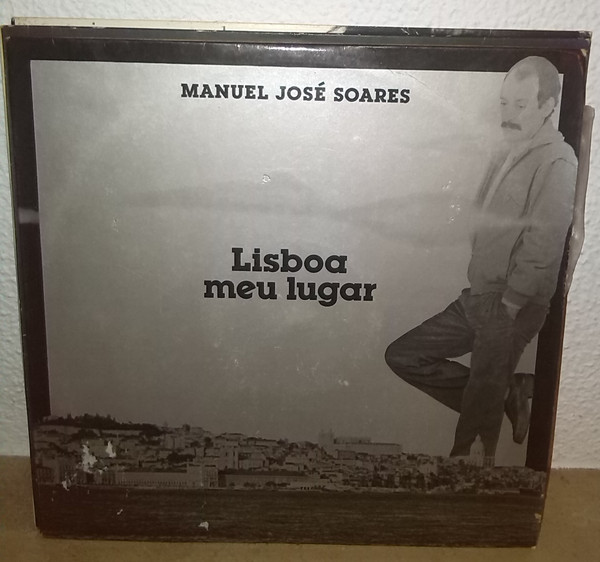 MANUEL JOSÉ SOARES
Lisboa
meu lugar